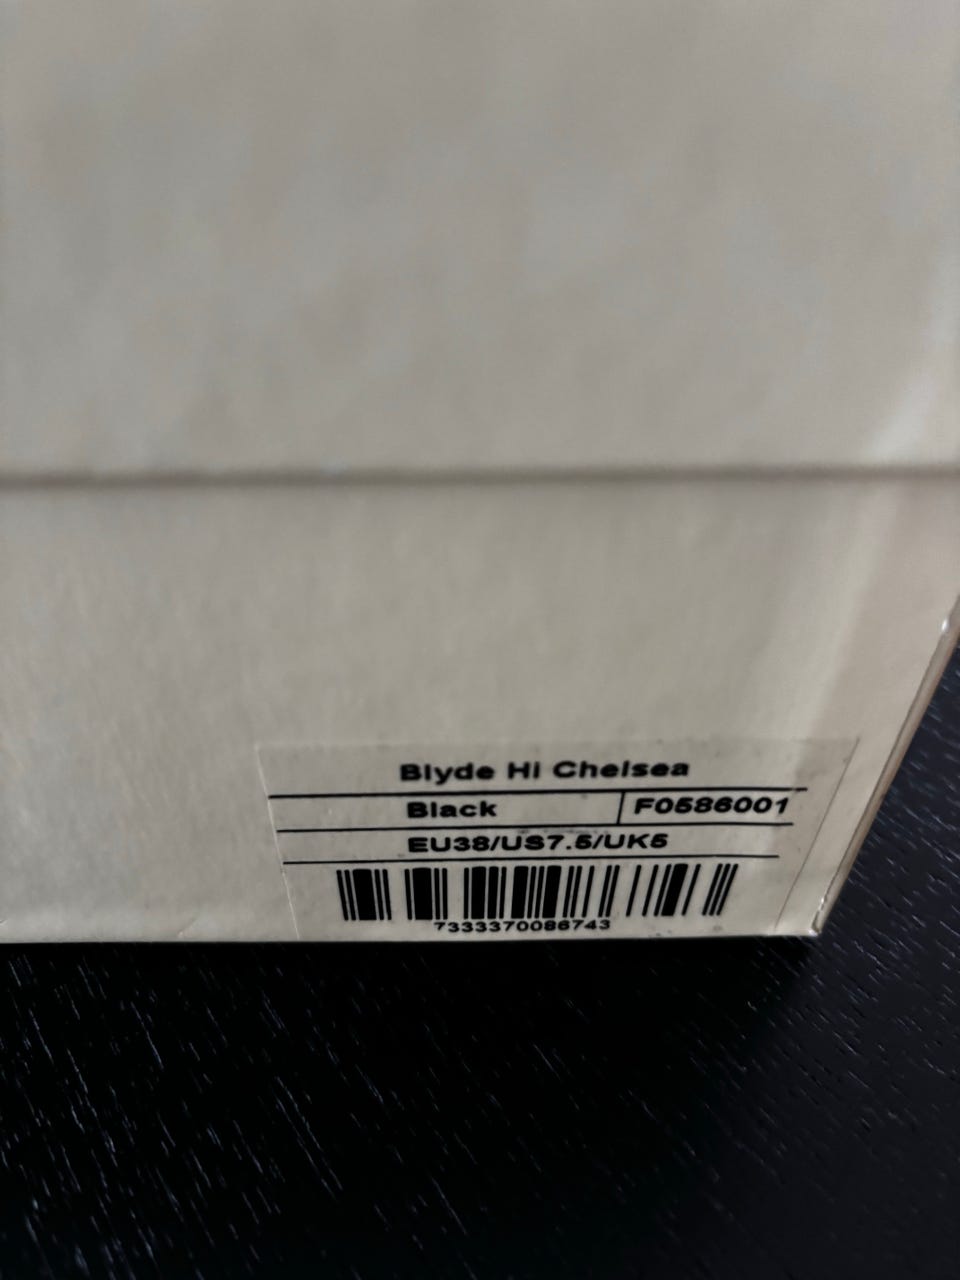 Blyde Hi Chelsea
Black F0586001
EU38/US7.5/UK5
7333370086743